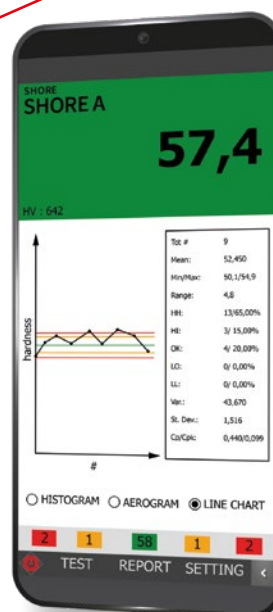 SHORE
SHORE A
57,4
HV : 642
hardness
#
Tot # 9
Mean: 52,450
Min/Max: 50,1/54,9
Range: 4,8
HH: 13/65,00%
HI: 3/ 15,00%
OK: 4/ 20,00%
LO: 0/ 0,00%
LL: 0/ 0,00%
Var.: 43,670
St. Dev.: 1,516
Cp/Cpk: 0,440/0,099
HISTOGRAM AEROGRAM LINE CHART
2 1 58 1 2
TEST REPORT SETTING <